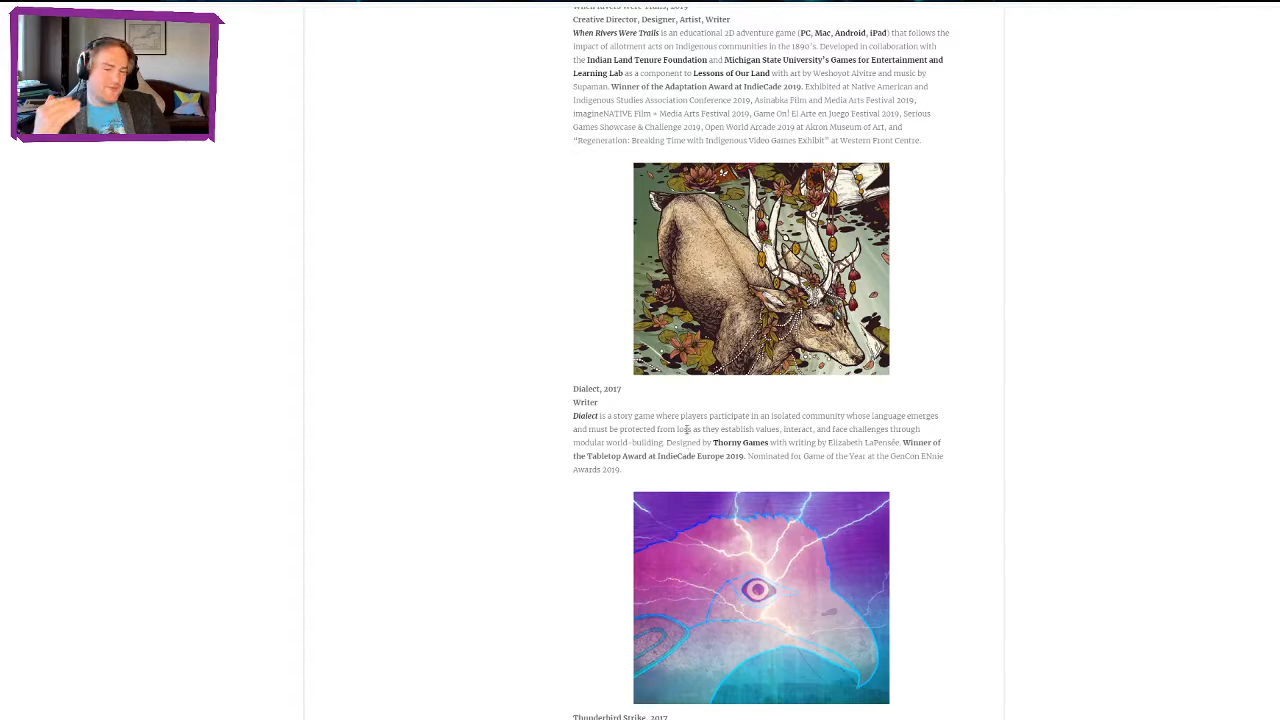 When Rivers Were Trails, 2019
Creative Director, Designer, Artist, Writer
When Rivers Were Trails is an educational 2D adventure game (PC, Mac, Android, iPad) that follows the
impact of allotment acts on Indigenous communities in the 1890's. Developed in collaboration with
the Indian Land Tenure Foundation and Michigan State University's Games for Entertainment and
Learning Lab as a component to Lessons of Our Land with art by Weshoyot Alvitre and music by
Supaman. Winner of the Adaptation Award at IndieCade 2019. Exhibited at Native American and
Indigenous Studies Association Conference 2019, Asinabka Film and Media Arts Festival 2019,
imagineNATIVE Film + Media Arts Festival 2019, Game On! El Arte en Juego Festival 2019, Serious
Games Showcase & Challenge 2019, Open World Arcade 2019 at Akron Museum of Art, and
“Regeneration: Breaking Time with Indigenous Video Games Exhibit” at Western Front Centre.
Dialect, 2017
Writer
Dialect is a story game where players participate in an isolated community whose language emerges
and must be protected from loss as they establish values, interact, and face challenges through
modular world-building. Designed by Thorny Games with writing by Elizabeth LaPensée. Winner of
the Tabletop Award at IndieCade Europe 2019. Nominated for Game of the Year at the GenCon ENnie
Awards 2019.
Thunderbird Strike, 2017